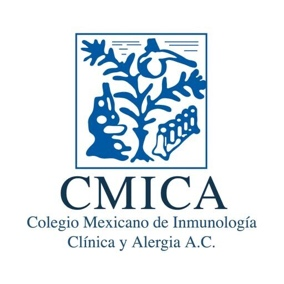 CMICA
Colegio Mexicano de Inmunología
Clínica y Alergia A.C.